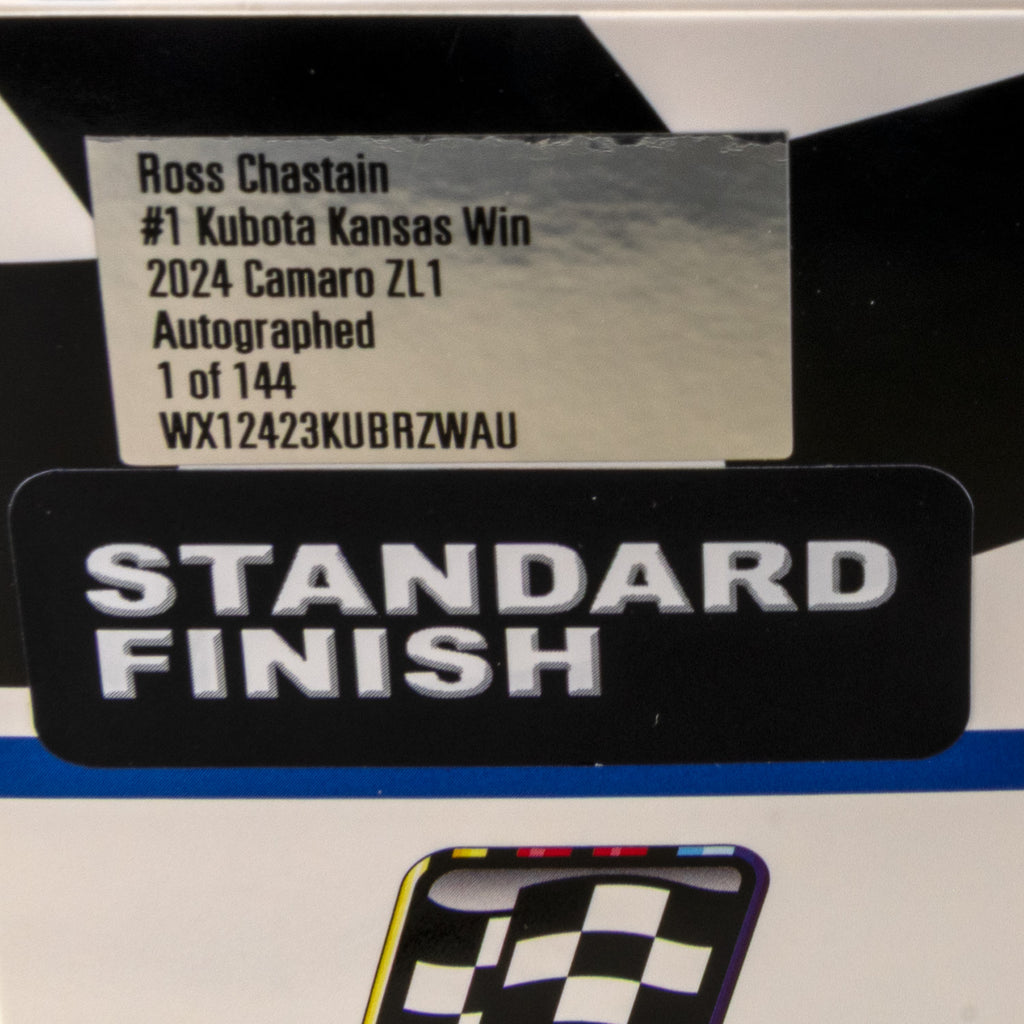 Ross Chastain
#1 Kubota Kansas Win
2024 Camaro ZL1
Autographed
1 of 144
WX12423KUBRZWAU
STANDARD
FINISH